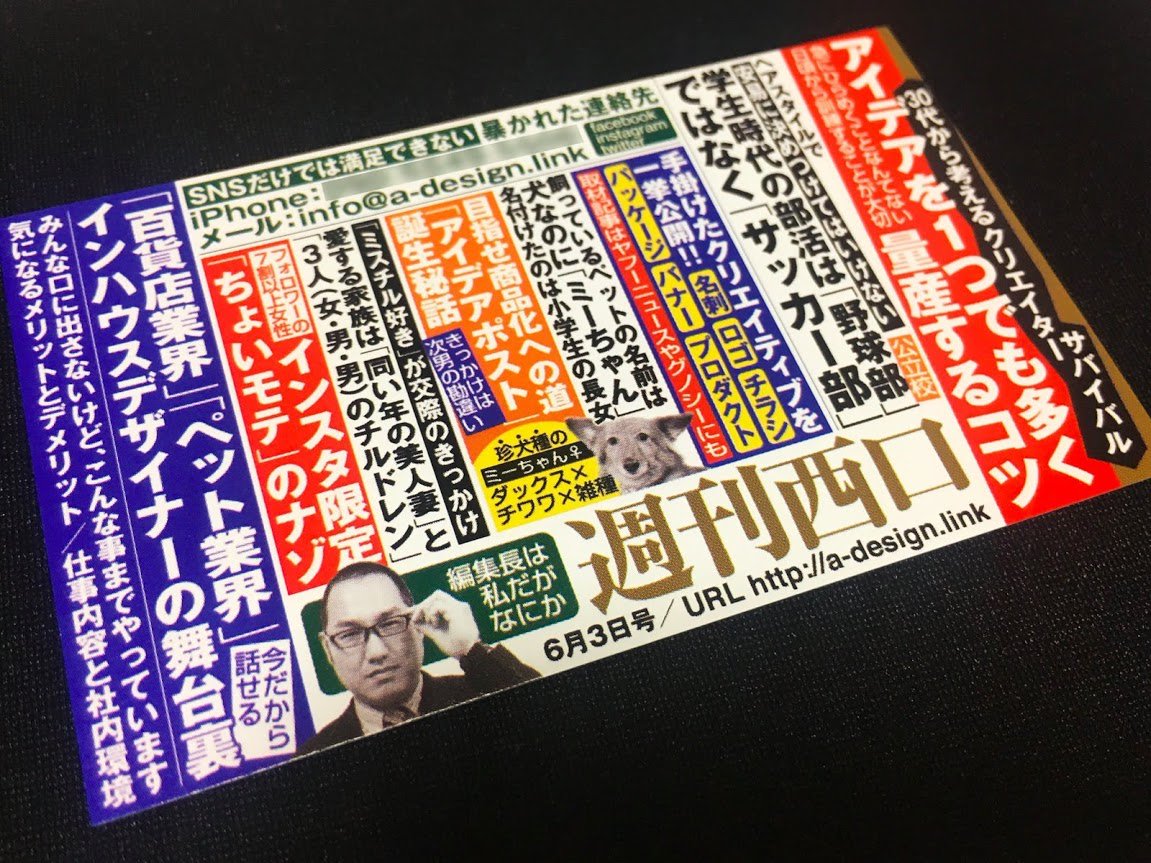 30代から考えるクリエイターサバイバル
アイデアを1つでも多く
量産するコツ
急にひらめくことなんてない
日頃から訓練することが大切
ヘアスタイルで
安易に決めつけてはいけない
学生時代の部活は「野球部」
ではなく「サッカー部」
公立校
手掛けたクリエイティブを
一挙公開!!
名刺 ロゴ チラシ
パッケージ バナー プロダクト
取材記事はヤフーニュースやグノシーにも
飼っているペットの名前は
犬なのに「ミーちゃん」
名付けたのは小学生の長女
目指せ商品化への道
「アイデアポスト」
誕生秘話
きっかけは
次男の勘違い
珍犬種の
ミーちゃん♀
ダックス×
チワワ×雑種
「ミスチル好き」が交際のきっかけ
愛する家族は「同い年の美人妻」と
3人(女・男・男)のチルドレン
フォロワーの
7割以上女性
インスタ限定
「ちょいモテ」のナゾ
SNSだけでは満足できない 暴かれた連絡先
iPhone:
メール:info@a-design.link
facebook
instagram
twitter
「百貨店業界」「ペット業界」
今だから
話せる
インハウスデザイナーの舞台裏
みんな口に出さないけど、こんな事までやっています
気になるメリットとデメリット/仕事内容と社内環境
週刊西口
編集長は
私だが
なにか
6月3日号/URL http://a-design.link